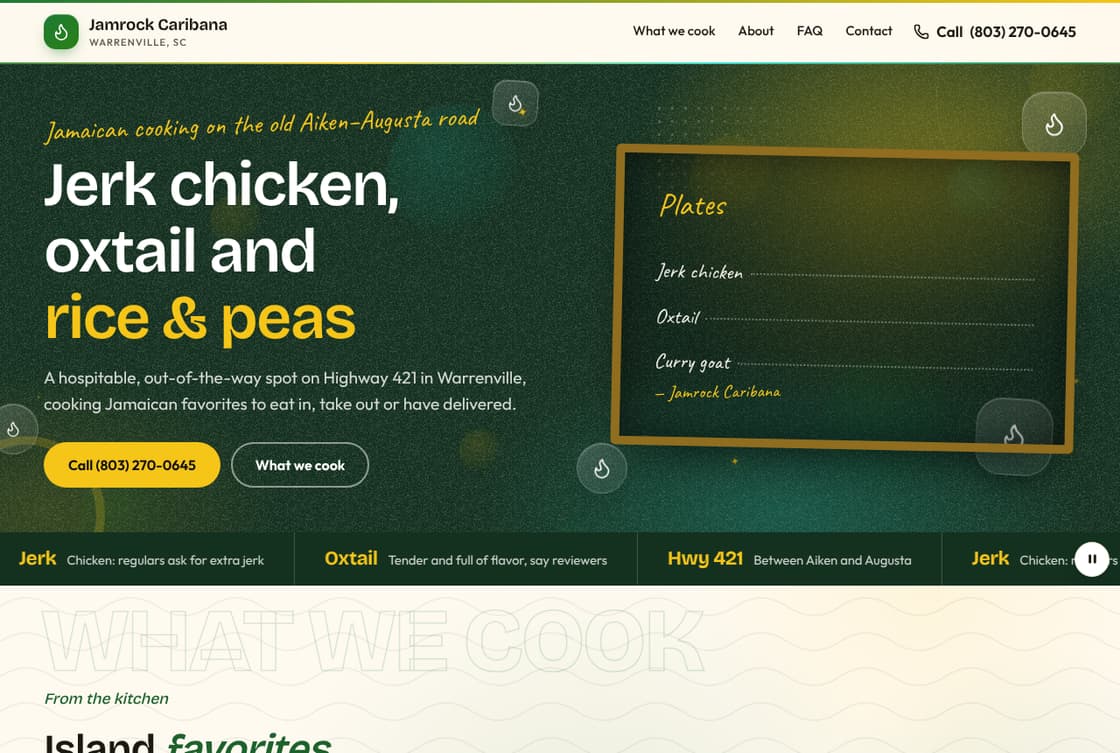 Jamrock Caribana
WARRENVILLE, SC
What we cook
About
FAQ
Contact
Call (803) 270-0645
Jamaican cooking on the old Aiken–Augusta road
Jerk chicken,
oxtail and
rice & peas
A hospitable, out-of-the-way spot on Highway 421 in Warrenville,
cooking Jamaican favorites to eat in, take out or have delivered.
Call (803) 270-0645
What we cook
Plates
Jerk chicken
Oxtail
Curry goat
– Jamrock Caribana
Jerk Chicken: regulars ask for extra jerk
Oxtail Tender and full of flavor, say reviewers
Hwy 421 Between Aiken and Augusta
Jerk Chicken:
WHAT WE COOK
From the kitchen
Island favorites